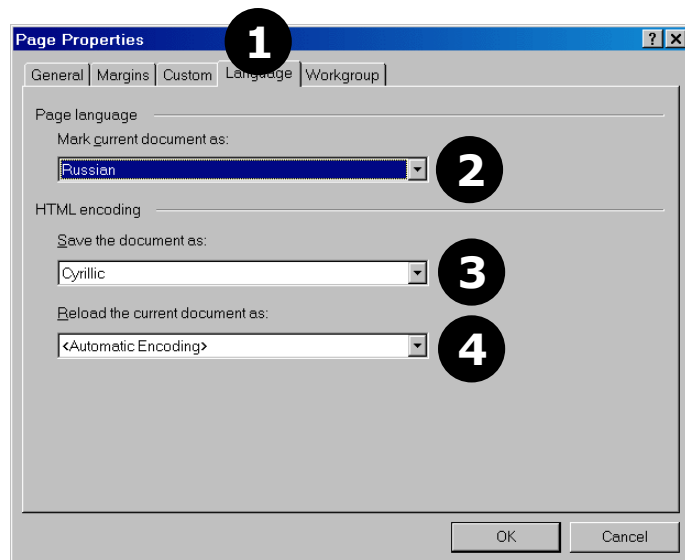 Page Properties
1
General Margins Custom Language Workgroup
Page language
Mark current document as:
Russian
2
HTML encoding
Save the document as:
Cyrillic
3
Reload the current document as:
<Automatic Encoding>
4
OK Cancel